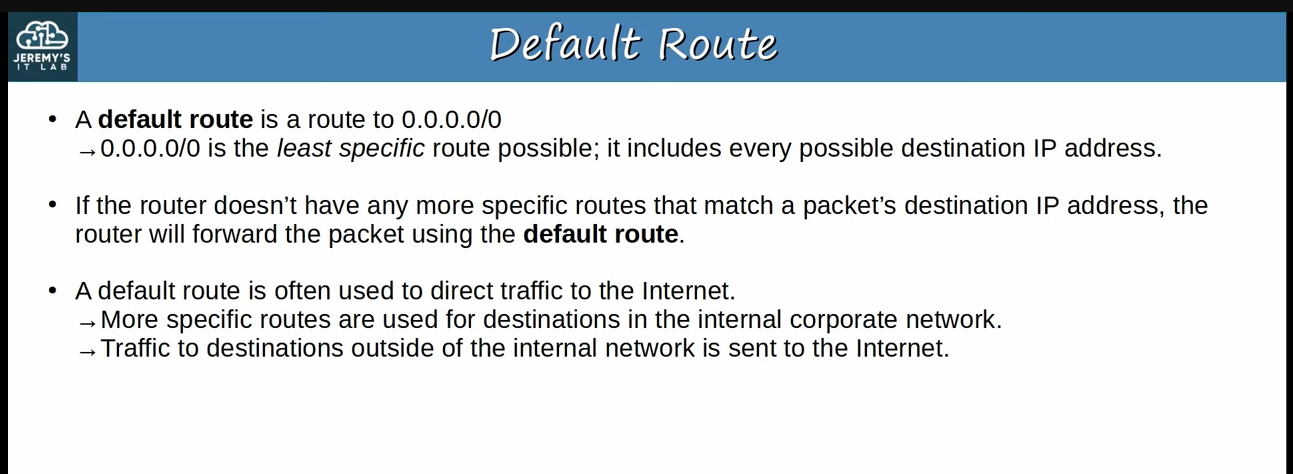 JEREMY'S
IT LAB
Default Route
• A default route is a route to 0.0.0.0/0
→0.0.0.0/0 is the least specific route possible; it includes every possible destination IP address.
• If the router doesn’t have any more specific routes that match a packet’s destination IP address, the
router will forward the packet using the default route.
• A default route is often used to direct traffic to the Internet.
→More specific routes are used for destinations in the internal corporate network.
→Traffic to destinations outside of the internal network is sent to the Internet.